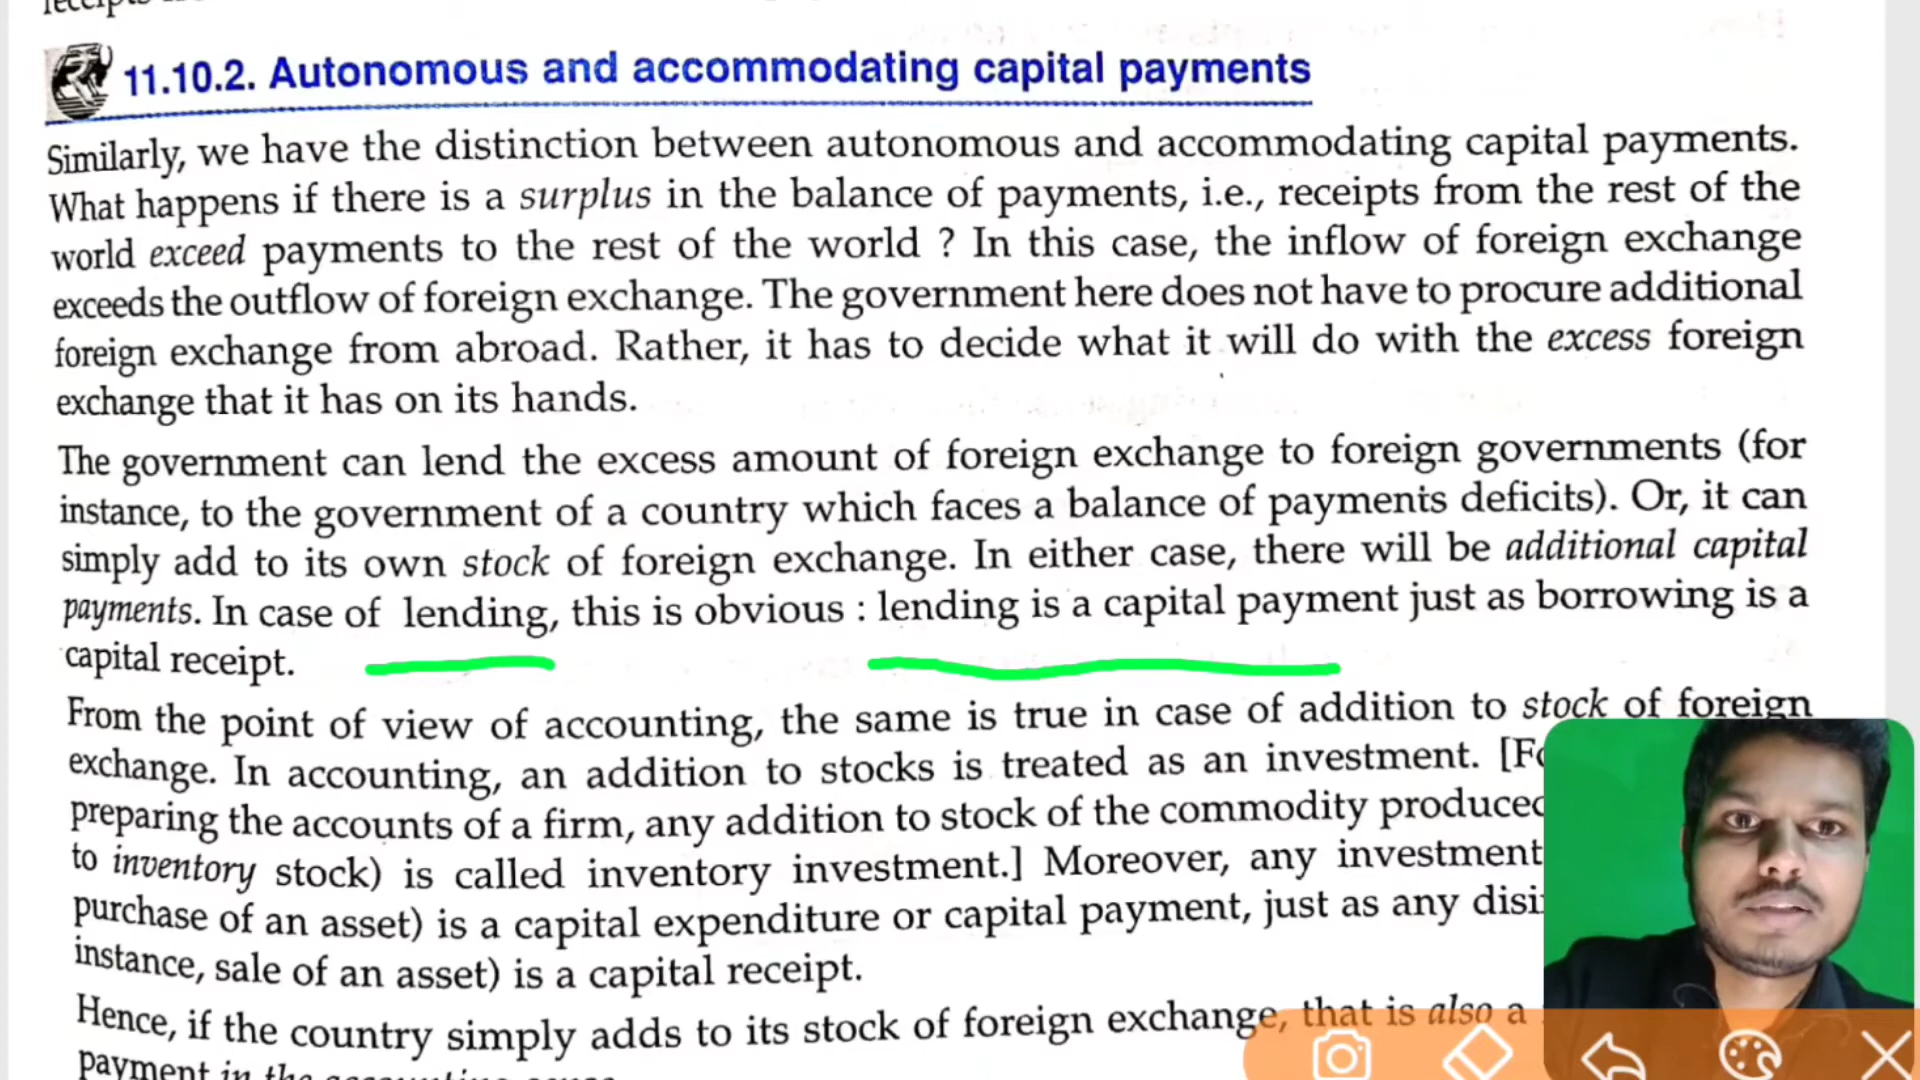 11.10.2. Autonomous and accommodating capital payments
Similarly, we have the distinction between autonomous and accommodating capital payments.
What happens if there is a surplus in the balance of payments, i.e., receipts from the rest of the
world exceed payments to the rest of the world ? In this case, the inflow of foreign exchange
exceeds the outflow of foreign exchange. The government here does not have to procure additional
foreign exchange from abroad. Rather, it has to decide what it will do with the excess foreign
exchange that it has on its hands.
The government can lend the excess amount of foreign exchange to foreign governments (for
instance, to the government of a country which faces a balance of payments deficits). Or, it can
simply add to its own stock of foreign exchange. In either case, there will be additional capital
payments. In case of lending, this is obvious : lending is a capital payment just as borrowing is a
capital receipt.
From the point of view of accounting, the same is true in case of addition to stock of foreign
exchange. In accounting, an addition to stocks is treated as an investment.
preparing the accounts of a firm, any addition to stock of the commodity
to inventory stock) is called inventory investment.] Moreover, any investment
purchase of an asset) is a capital expenditure or capital payment, just as any
instance, sale of an asset) is a capital receipt.
Hence, if the country simply adds to its stock of foreign exchange, that is also a
payment in the